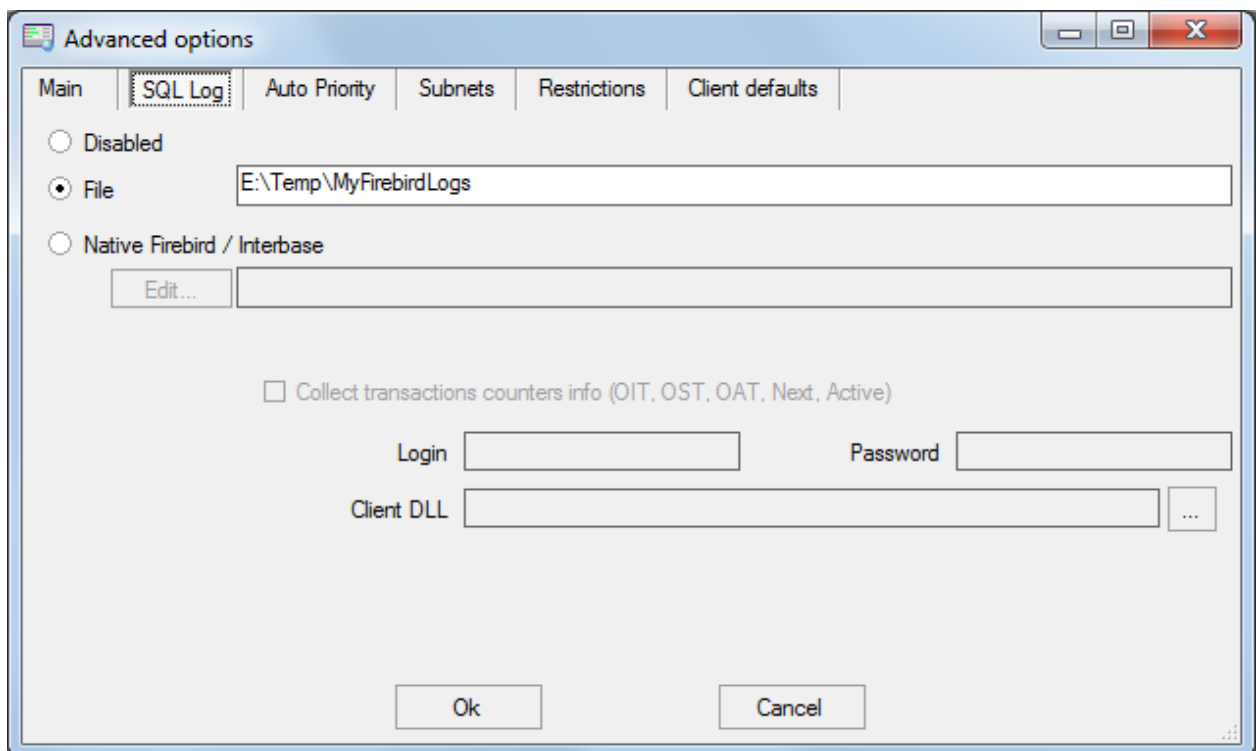 Advanced options
Main SQL Log Auto Priority Subnets Restrictions Client defaults
Disabled
File E:\Temp\MyFirebirdLogs
Native Firebird / Interbase
Edit...
Collect transactions counters info (OIT, OST, OAT, Next, Active)
Login Password
Client DLL ...
Ok Cancel